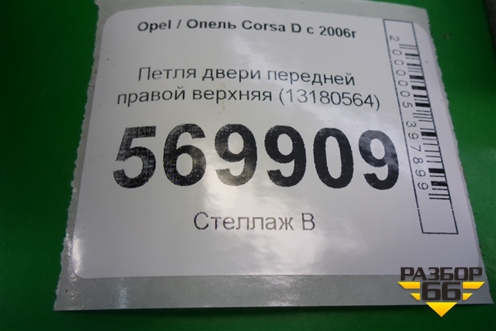 Opel / Опель Corsa D с 2006г
Петля двери передней
правой верхняя (13180564)
569909
Стеллаж В
2000005397899
РАЗБОР
66